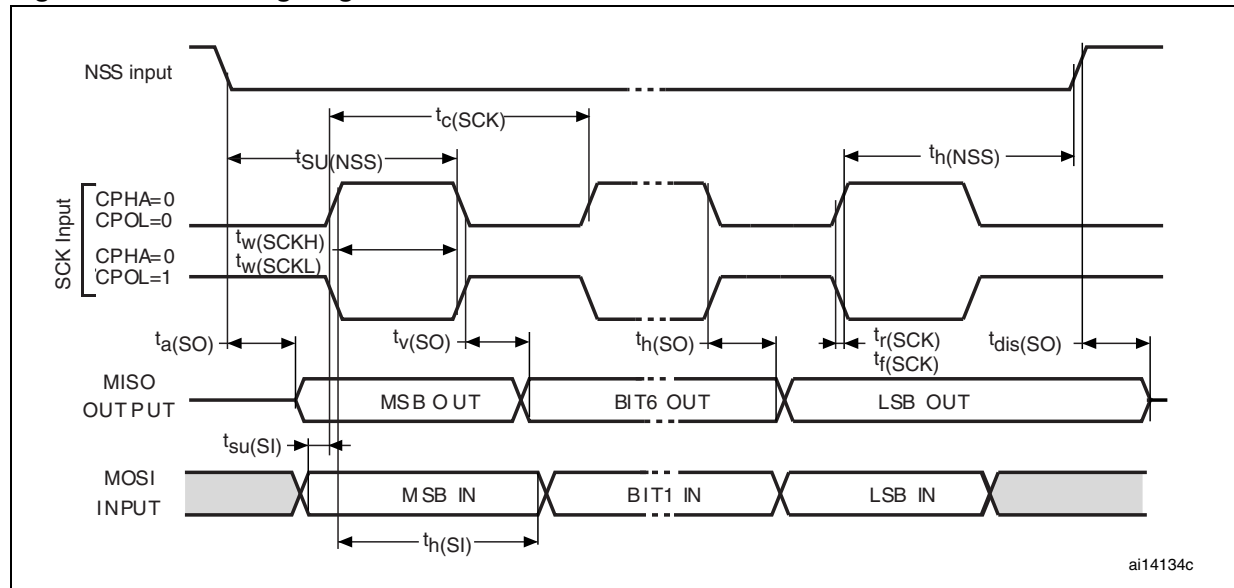 NSS input
tc(SCK)
tSU(NSS)
th(NSS)
SCK Input
CPHA=0
CPOL=0
tw(SCKH)
CPHA=0
tw(SCKL)
CPOL=1
ta(SO)
tv(SO)
th(SO)
tr(SCK)
tf(SCK)
tdis(SO)
MISO
OUTPUT
MSB OUT
BIT6 OUT
LSB OUT
tsu(SI)
MOSI
INPUT
MSB IN
BIT1 IN
LSB IN
th(SI)
ai14134c